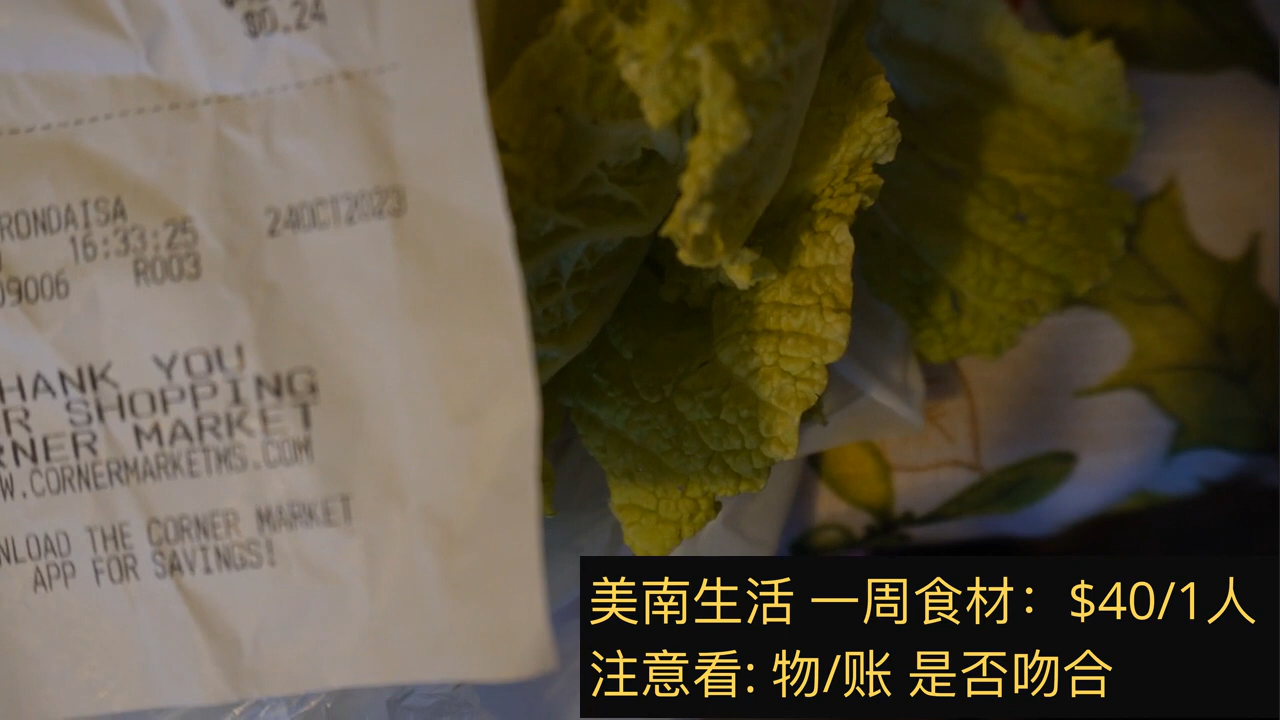 $0.24
RONDAISA 24OCT2023
16:33:25
09006 R003
HANK YOU
R SHOPPING
RNER MARKET
W.CORNERMARKETMS.COM
NLOAD THE CORNER MARKET
APP FOR SAVINGS!
美南生活 一周食材：$40/1人
注意看: 物/账 是否吻合